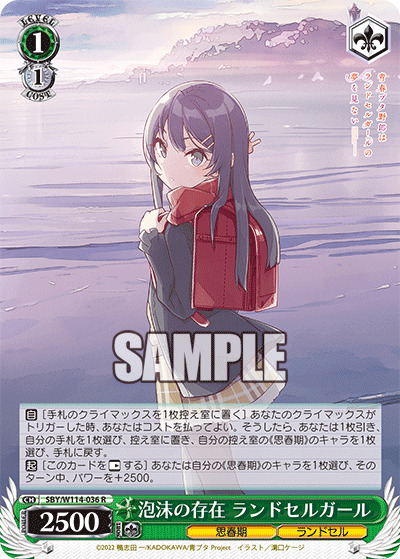 LEVEL
1
1
COST
青春ブタ野郎は
ランドセルガールの
夢を見ない
SAMPLE
自 [手札のクライマックスを1枚控え室に置く] あなたのクライマックスが
トリガーした時、あなたはコストを払ってよい。そうしたら、あなたは1枚引き、
自分の手札を1枚選び、控え室に置き、自分の控え室の《思春期》のキャラを1枚
選び、手札に戻す。
起 [このカードを する] あなたは自分の《思春期》のキャラを1枚選び、そのター
ン中、パワーを+2500。
CH SBY/W114-036 R
2500
泡沫の存在 ランドセルガール
思春期
ランドセル
©2022 鴨志田 一/KADOKAWA/青ブタ Project イラスト/溝口ケージ